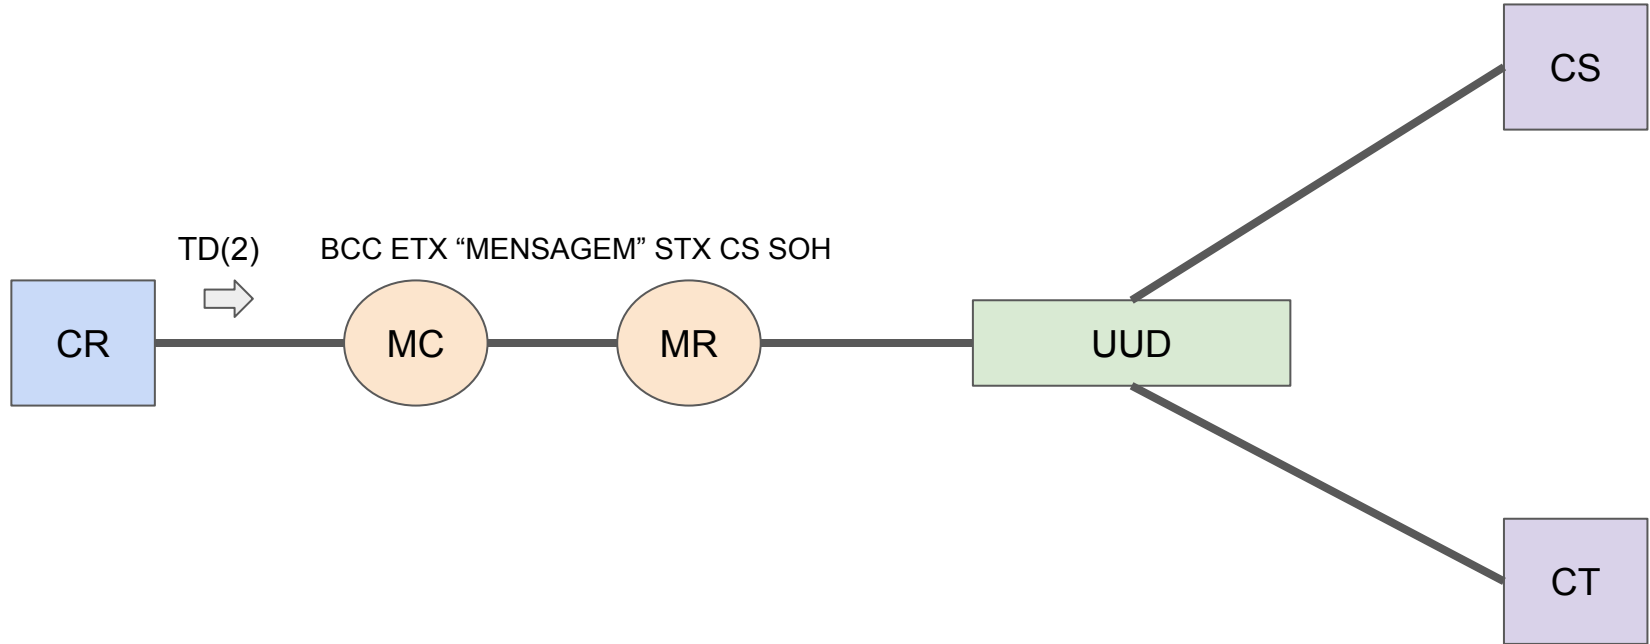 CS
TD(2)
BCC ETX “MENSAGEM” STX CS SOH
CR
MC
MR
UUD
CT